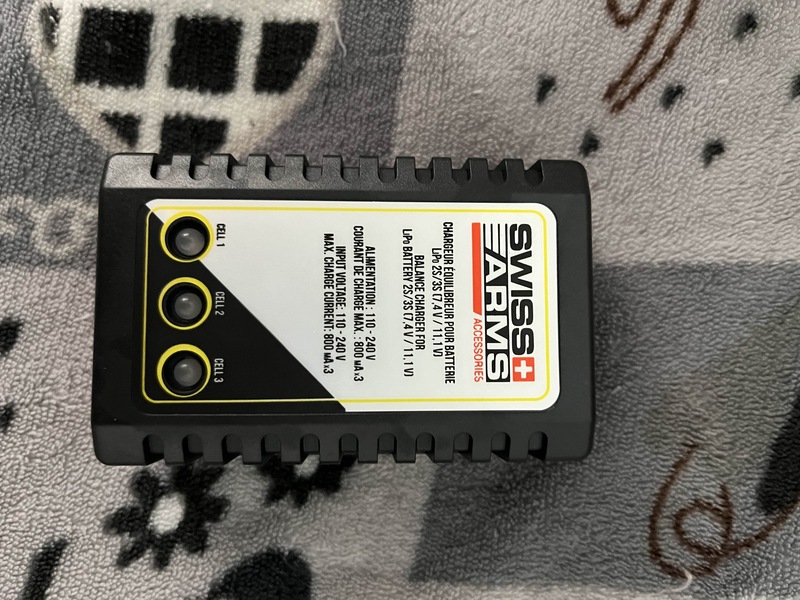 SWISS
ARMS
ACCESSORIES
CHARGEUR ÉQUILIBREUR POUR BATTERIE
LiPo 2S/3S (7,4 V / 11,1 V)
BALANCE CHARGER FOR
LiPo BATTERY 2S/3S (7,4 V / 11,1 V)
ALIMENTATION : 110 - 240 V
COURANT DE CHARGE MAX. : 800 mA x3
INPUT VOLTAGE: 110 - 240 V
MAX. CHARGE CURRENT: 800 mA x3
CELL 1
CELL 2
CELL 3